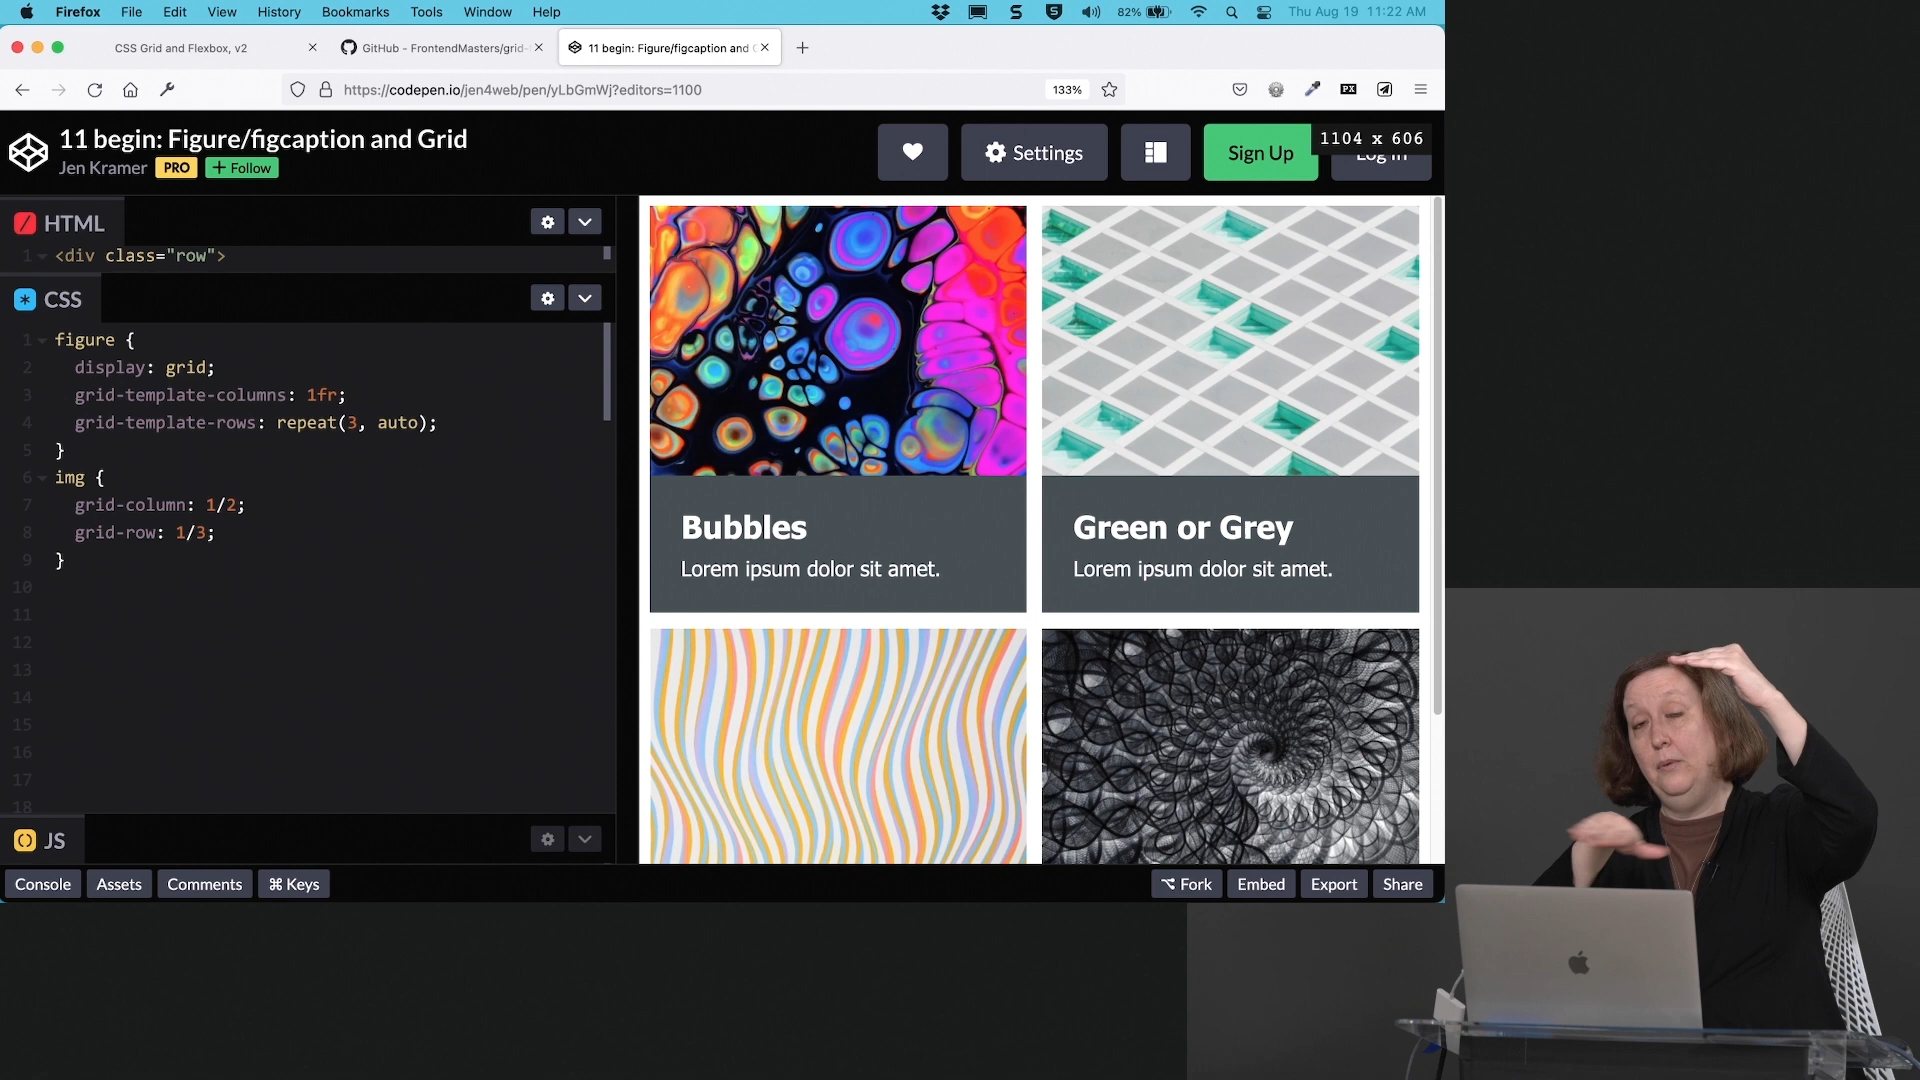 Firefox File Edit View History Bookmarks Tools Window Help 82% Thu Aug 19 11:22 AM
CSS Grid and Flexbox, v2
GitHub - FrontendMasters/grid-
11 begin: Figure/figcaption and
https://codepen.io/jen4web/pen/yLbGmWj?editors=1100
133%
PX
11 begin: Figure/figcaption and Grid
Jen Kramer PRO + Follow
Settings
Sign Up
1104 x 606
Log In
HTML
1 <div class="row">
CSS
1 figure {
2 display: grid;
3 grid-template-columns: 1fr;
4 grid-template-rows: repeat(3, auto);
5 }
6 img {
7 grid-column: 1/2;
8 grid-row: 1/3;
9 }
10
11
12
13
14
15
16
17
18
JS
Bubbles
Lorem ipsum dolor sit amet.
Green or Grey
Lorem ipsum dolor sit amet.
Console Assets Comments ⌘ Keys
Fork Embed Export Share